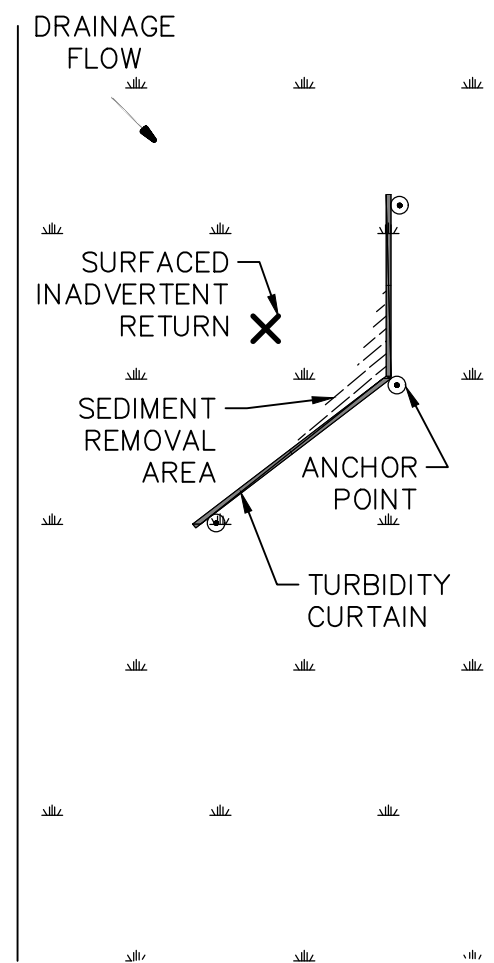 DRAINAGE
FLOW
SURFACED
INADVERTENT
RETURN
SEDIMENT
REMOVAL
AREA
ANCHOR
POINT
TURBIDITY
CURTAIN